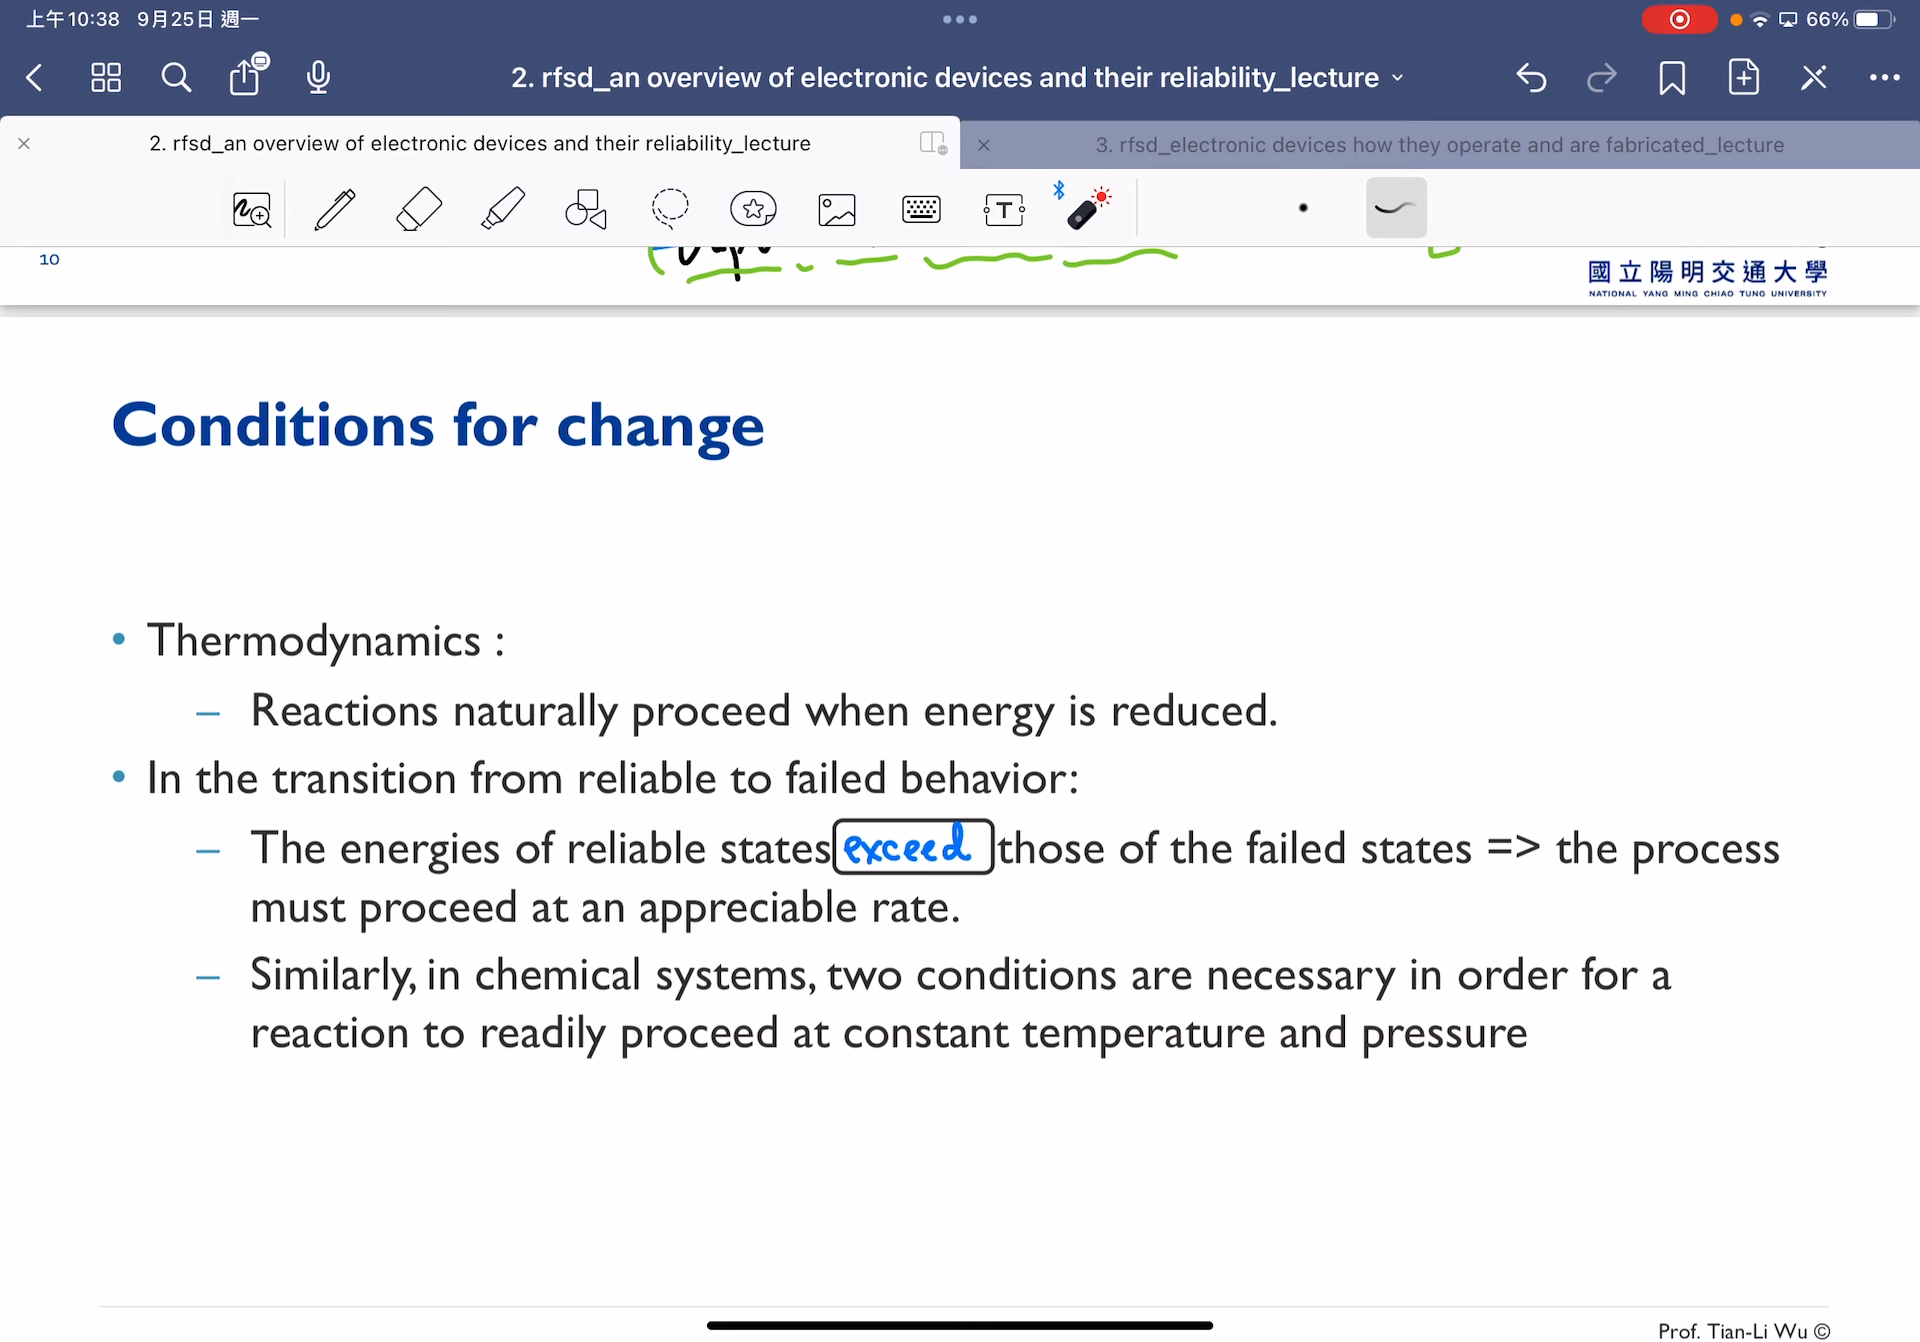 上午10:38 9月25日 週一
66%
2. rfsd_an overview of electronic devices and their reliability_lecture
2. rfsd_an overview of electronic devices and their reliability_lecture
3. rfsd_electronic devices how they operate and are fabricated_lecture
10
國立陽明交通大學
NATIONAL YANG MING CHIAO TUNG UNIVERSITY
Conditions for change
• Thermodynamics :
– Reactions naturally proceed when energy is reduced.
• In the transition from reliable to failed behavior:
– The energies of reliable states exceed those of the failed states => the process
must proceed at an appreciable rate.
– Similarly, in chemical systems, two conditions are necessary in order for a
reaction to readily proceed at constant temperature and pressure
Prof. Tian-Li Wu ©